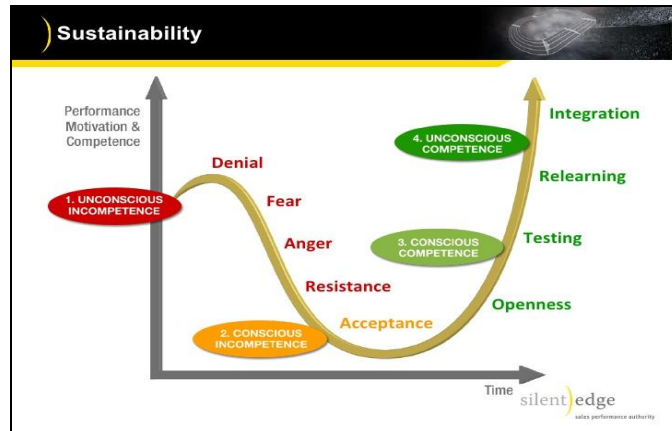 Sustainability
Performance
Motivation &
Competence
Denial
Fear
Anger
Resistance
Acceptance
Openness
Testing
Relearning
Integration
1. UNCONSCIOUS
INCOMPETENCE
2. CONSCIOUS
INCOMPETENCE
3. CONSCIOUS
COMPETENCE
4. UNCONSCIOUS
COMPETENCE
Time
silent)edge
sales performance authority